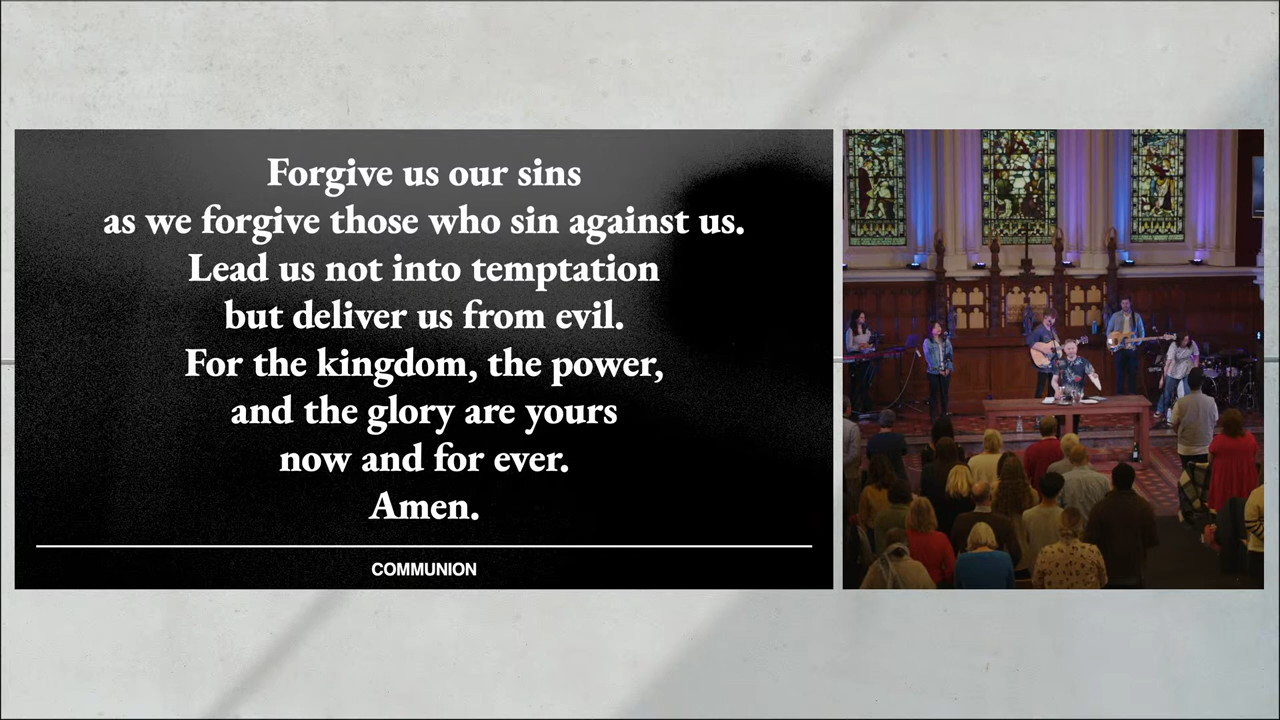 Forgive us our sins
as we forgive those who sin against us.
Lead us not into temptation
but deliver us from evil.
For the kingdom, the power,
and the glory are yours
now and for ever.
Amen.
COMMUNION